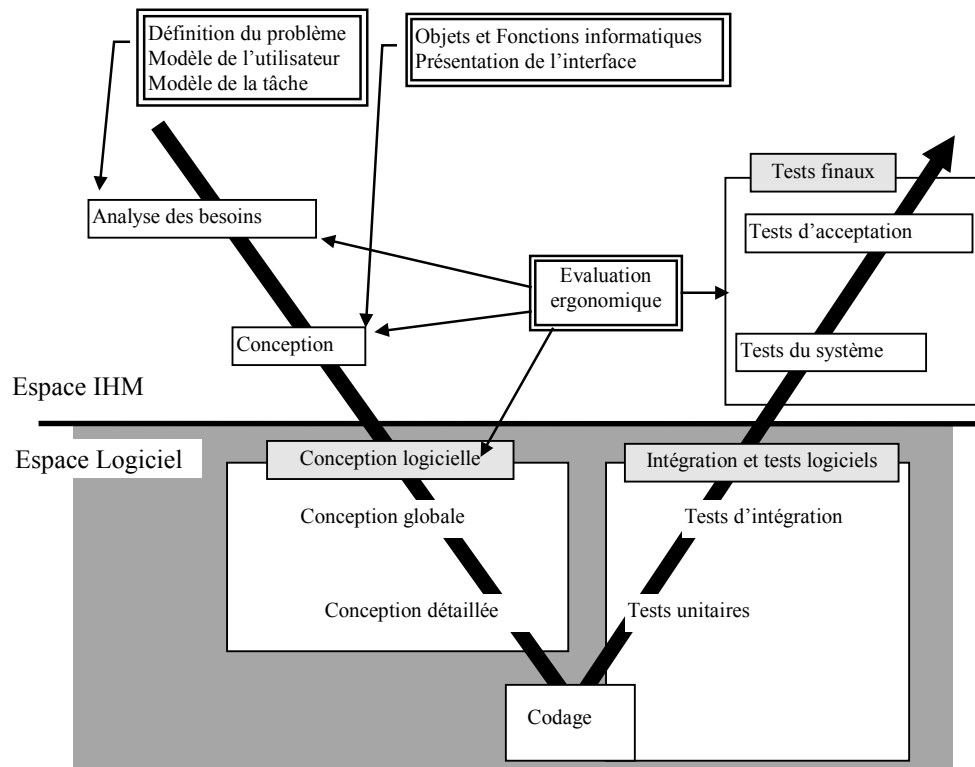 Définition du problème
Modèle de l'utilisateur
Modèle de la tâche
Objets et Fonctions informatiques
Présentation de l'interface
Tests finaux
Analyse des besoins
Tests d'acceptation
Evaluation
ergonomique
Conception
Tests du système
Espace IHM
Espace Logiciel
Conception logicielle
Intégration et tests logiciels
Conception globale
Tests d'intégration
Conception détaillée
Tests unitaires
Codage